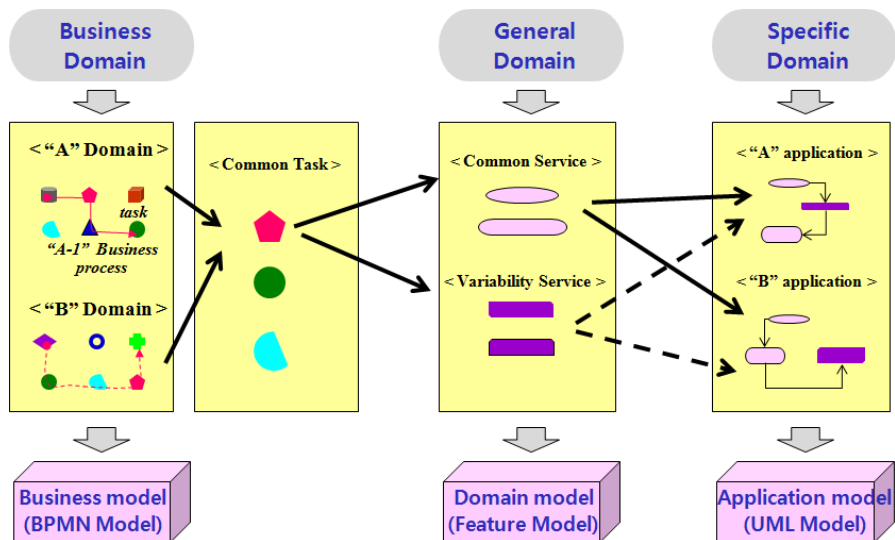 Business
Domain
General
Domain
Specific
Domain
< “A” Domain >
task
“A-1” Business
process
< “B” Domain >
< Common Task >
< Common Service >
< Variability Service >
< “A” application >
< “B” application >
Business model
(BPMN Model)
Domain model
(Feature Model)
Application model
(UML Model)